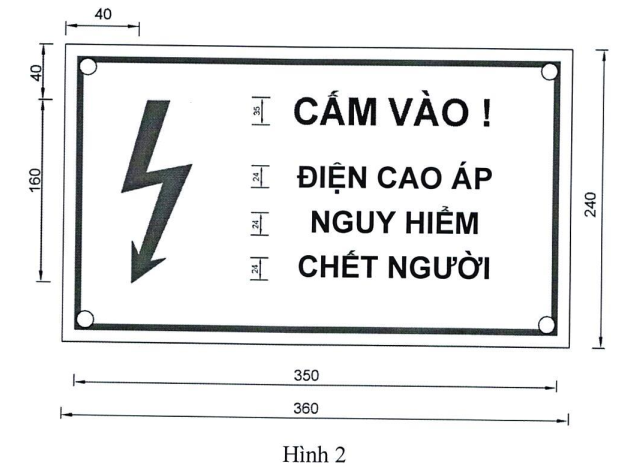 40
40
160
35
CẤM VÀO !
24
ĐIỆN CAO ÁP
24
NGUY HIỂM
24
CHẾT NGƯỜI
240
350
360
Hình 2